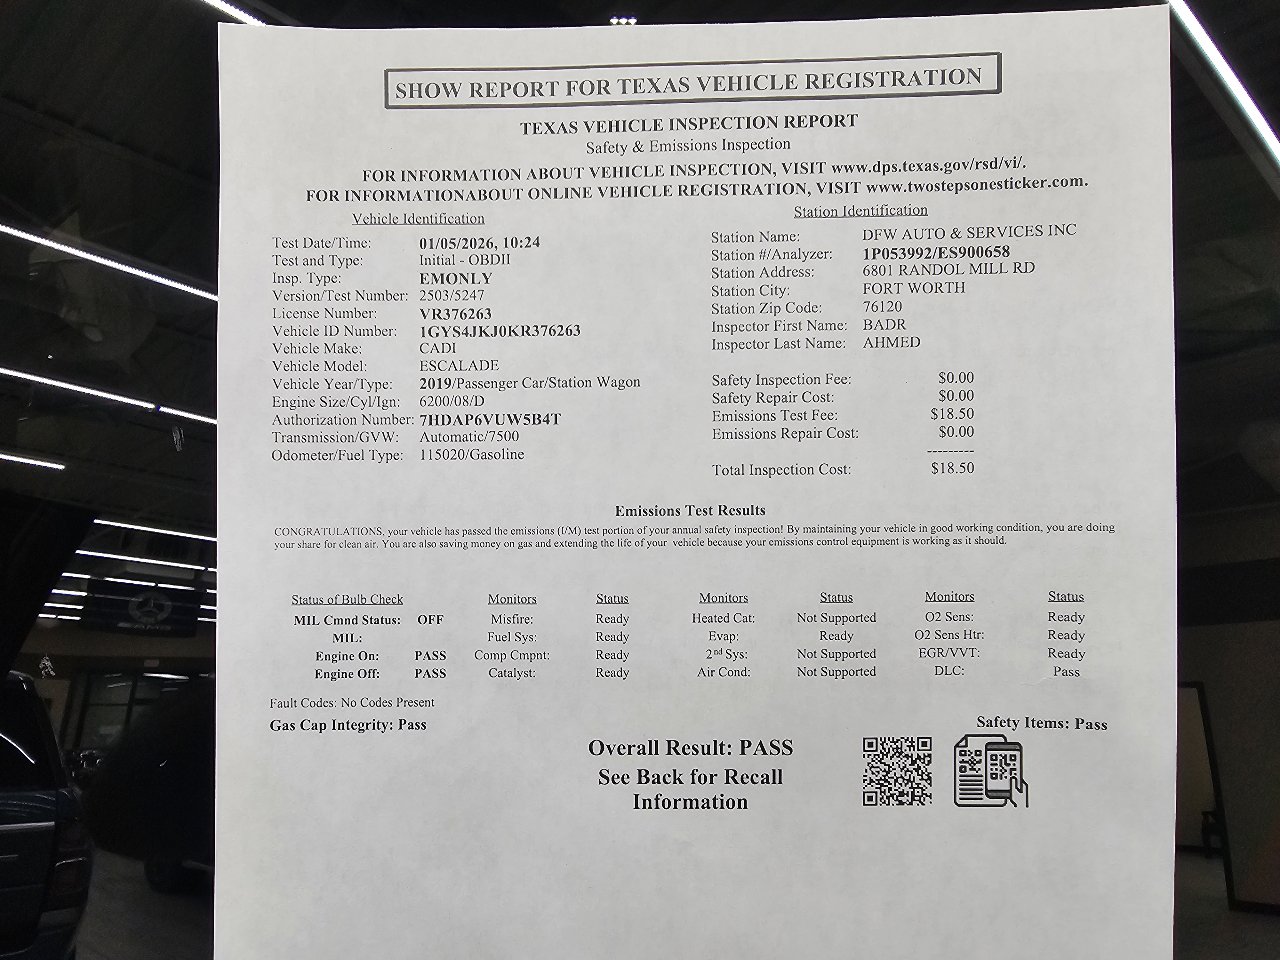 SHOW REPORT FOR TEXAS VEHICLE REGISTRATION
TEXAS VEHICLE INSPECTION REPORT
Safety & Emissions Inspection
FOR INFORMATION ABOUT VEHICLE INSPECTION, VISIT www.dps.texas.gov/rsd/vi/.
FOR INFORMATIONABOUT ONLINE VEHICLE REGISTRATION, VISIT www.twostepsonesticker.com.
Vehicle Identification
Test Date/Time: 01/05/2026, 10:24
Test and Type: Initial - OBDII
Insp. Type: EMONLY
Version/Test Number: 2503/5247
License Number: VR376263
Vehicle ID Number: 1GYS4JKJ0KR376263
Vehicle Make: CADI
Vehicle Model: ESCALADE
Vehicle Year/Type: 2019/Passenger Car/Station Wagon
Engine Size/Cyl/Ign: 6200/08/D
Authorization Number: 7HDAP6VUW5B4T
Transmission/GVW: Automatic/7500
Odometer/Fuel Type: 115020/Gasoline
Station Identification
Station Name: DFW AUTO & SERVICES INC
Station #/Analyzer: 1P053992/ES900658
Station Address: 6801 RANDOL MILL RD
Station City: FORT WORTH
Station Zip Code: 76120
Inspector First Name: BADR
Inspector Last Name: AHMED
Safety Inspection Fee: $0.00
Safety Repair Cost: $0.00
Emissions Test Fee: $18.50
Emissions Repair Cost: $0.00
---------
Total Inspection Cost: $18.50
Emissions Test Results
CONGRATULATIONS, your vehicle has passed the emissions (I/M) test portion of your annual safety inspection! By maintaining your vehicle in good working condition, you are doing
your share for clean air. You are also saving money on gas and extending the life of your vehicle because your emissions control equipment is working as it should.
Status of Bulb Check Monitors Status Monitors Status Monitors Status
MIL Cmnd Status: OFF Misfire: Ready Heated Cat: Not Supported O2 Sens: Ready
MIL: Fuel Sys: Ready Evap: Ready O2 Sens Htr: Ready
Engine On: PASS Comp Cmpnt: Ready 2nd Sys: Not Supported EGR/VVT: Ready
Engine Off: PASS Catalyst: Ready Air Cond: Not Supported DLC: Pass
Fault Codes: No Codes Present
Gas Cap Integrity: Pass Safety Items: Pass
Overall Result: PASS
See Back for Recall
Information